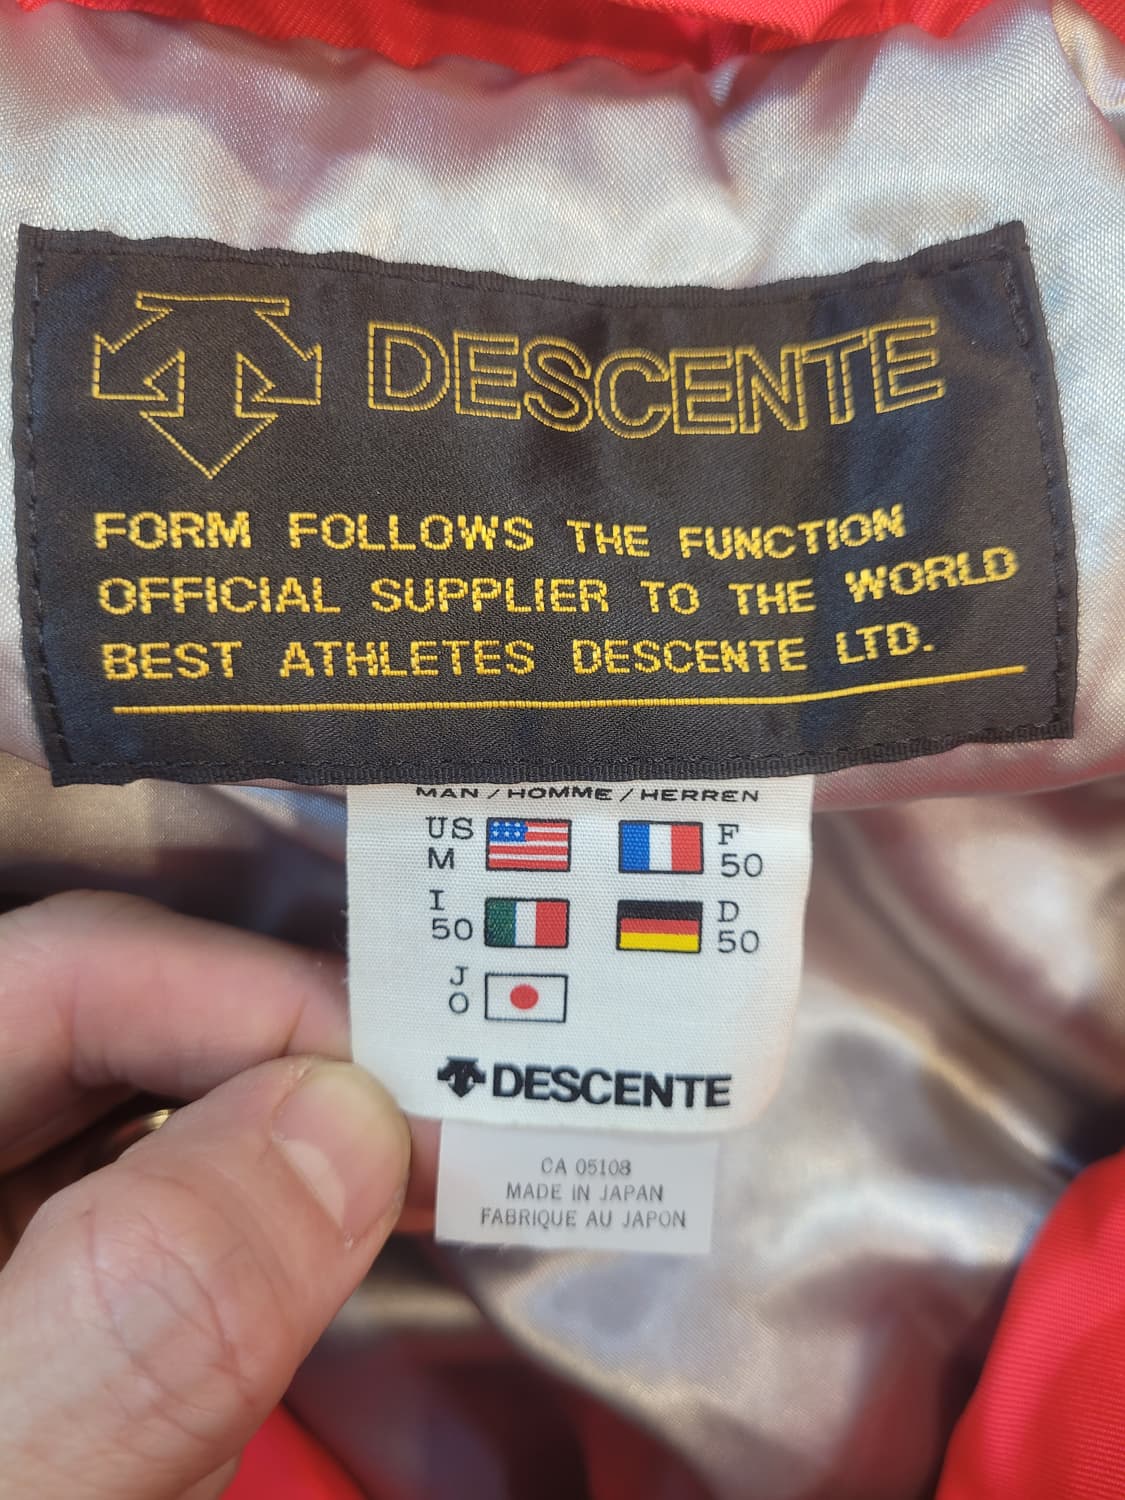 DESCENTE
FORM FOLLOWS THE FUNCTION
OFFICIAL SUPPLIER TO THE WORLD
BEST ATHLETES DESCENTE LTD.
MAN / HOMME / HERREN
US F
M 50
I D
50 50
J
O
DESCENTE
CA 05108
MADE IN JAPAN
FABRIQUE AU JAPON